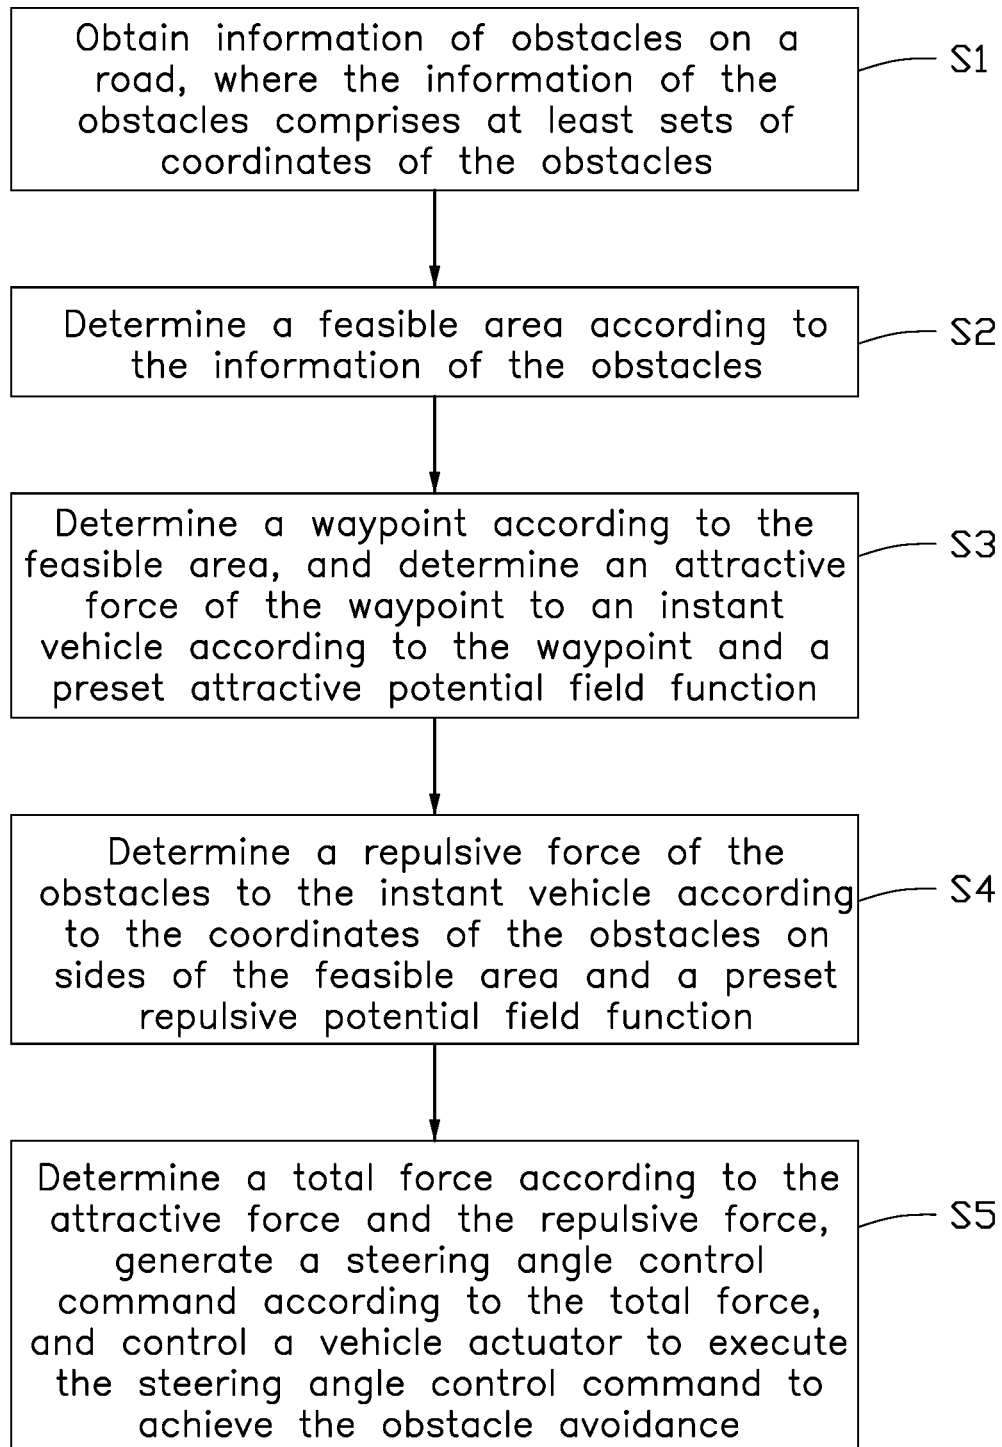 Obtain information of obstacles on a
road, where the information of the
obstacles comprises at least sets of
coordinates of the obstacles
S1
Determine a feasible area according to
the information of the obstacles
S2
Determine a waypoint according to the
feasible area, and determine an attractive
force of the waypoint to an instant
vehicle according to the waypoint and a
preset attractive potential field function
S3
Determine a repulsive force of the
obstacles to the instant vehicle according
to the coordinates of the obstacles on
sides of the feasible area and a preset
repulsive potential field function
S4
Determine a total force according to the
attractive force and the repulsive force,
generate a steering angle control
command according to the total force,
and control a vehicle actuator to execute
the steering angle control command to
achieve the obstacle avoidance
S5